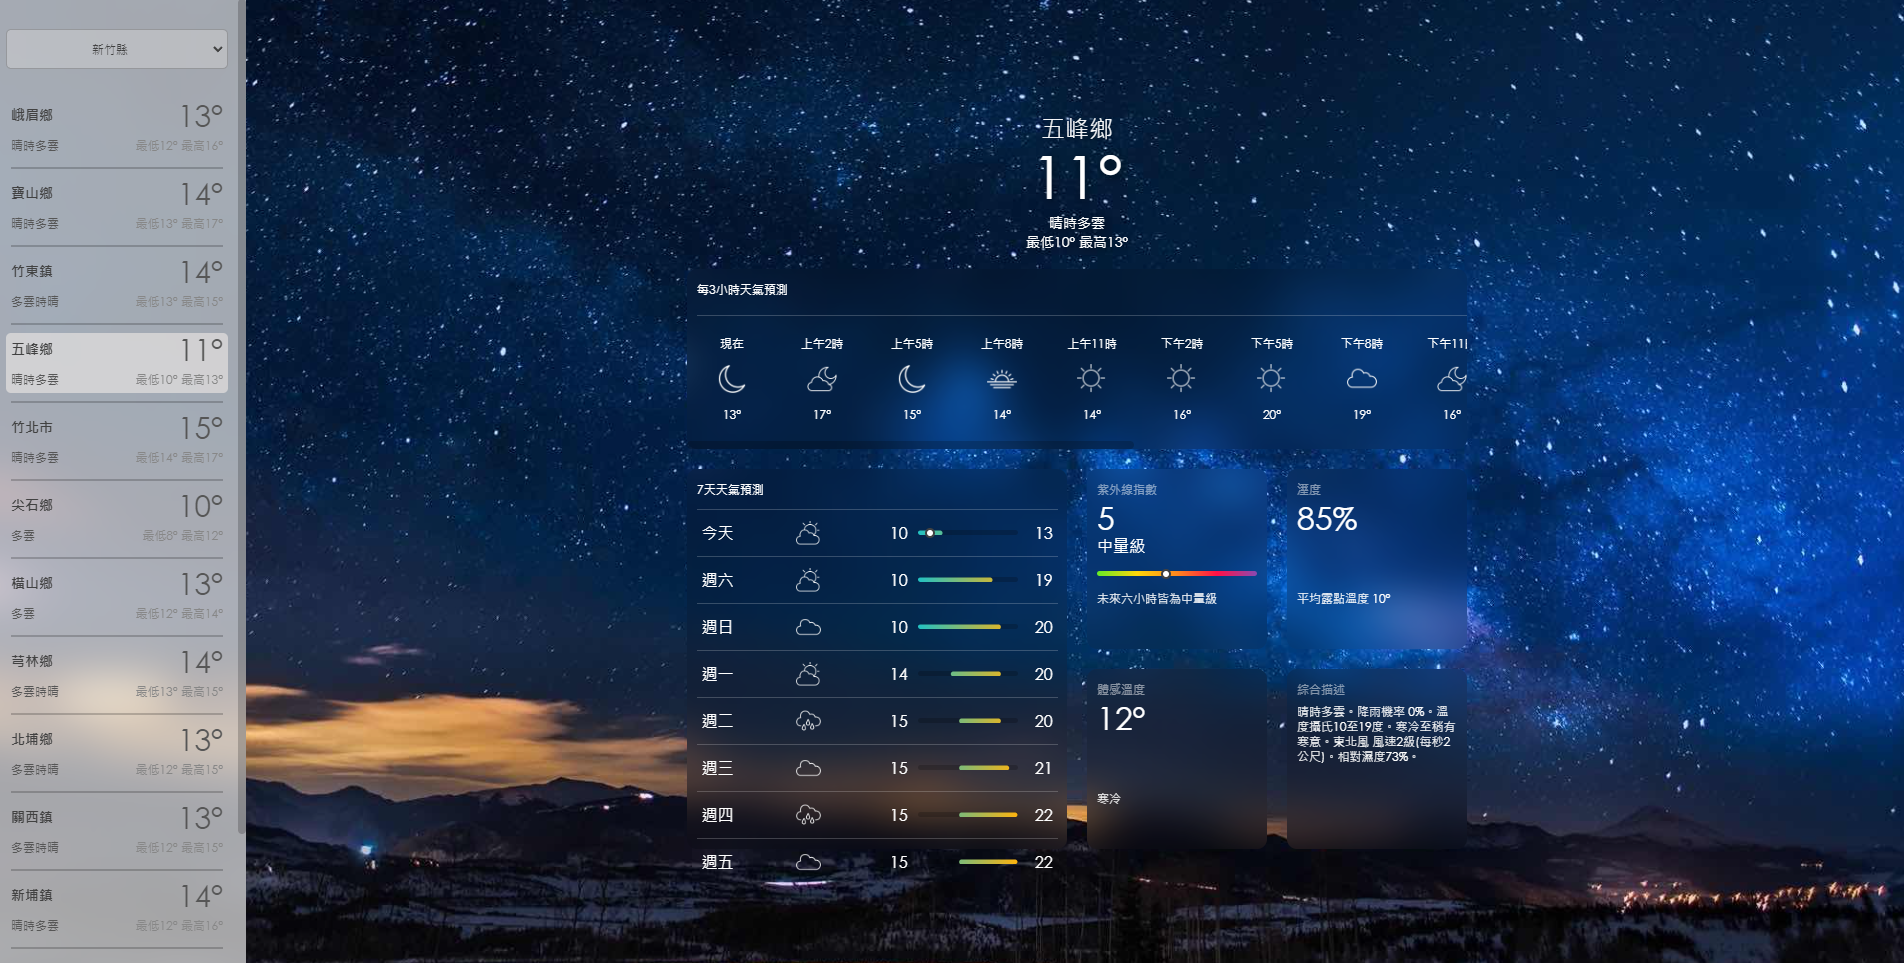 新竹縣
峨眉鄉 13°
晴時多雲 最低12° 最高16°
寶山鄉 14°
晴時多雲 最低13° 最高17°
竹東鎮 14°
多雲時晴 最低13° 最高15°
五峰鄉 11°
晴時多雲 最低10° 最高13°
竹北市 15°
晴時多雲 最低14° 最高17°
尖石鄉 10°
多雲 最低8° 最高12°
橫山鄉 13°
多雲 最低12° 最高14°
芎林鄉 14°
多雲時晴 最低13° 最高15°
北埔鄉 13°
多雲時晴 最低12° 最高15°
關西鎮 13°
多雲時晴 最低12° 最高15°
新埔鎮 14°
晴時多雲 最低12° 最高16°
五峰鄉
11°
晴時多雲
最低10° 最高13°
每3小時天氣預測
現在 上午2時 上午5時 上午8時 上午11時 下午2時 下午5時 下午8時 下午11
13° 17° 15° 14° 14° 16° 20° 19° 16°
7天天氣預測
今天 10 13
週六 10 19
週日 10 20
週一 14 20
週二 15 20
週三 15 21
週四 15 22
週五 15 22
紫外線指數
5
中量級
未來六小時皆為中量級
溼度
85%
平均露點溫度 10°
體感溫度
12°
寒冷
綜合描述
晴時多雲。降雨機率 0%。溫
度攝氏10至19度。寒冷至稍有
寒意。東北風 風速2級(每秒2
公尺)。相對濕度73%。